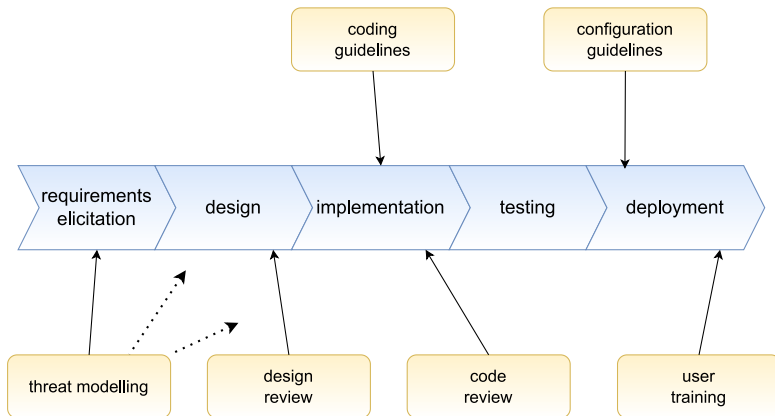 coding
guidelines
configuration
guidelines
requirements
elicitation
design
implementation
testing
deployment
threat modelling
design
review
code
review
user
training